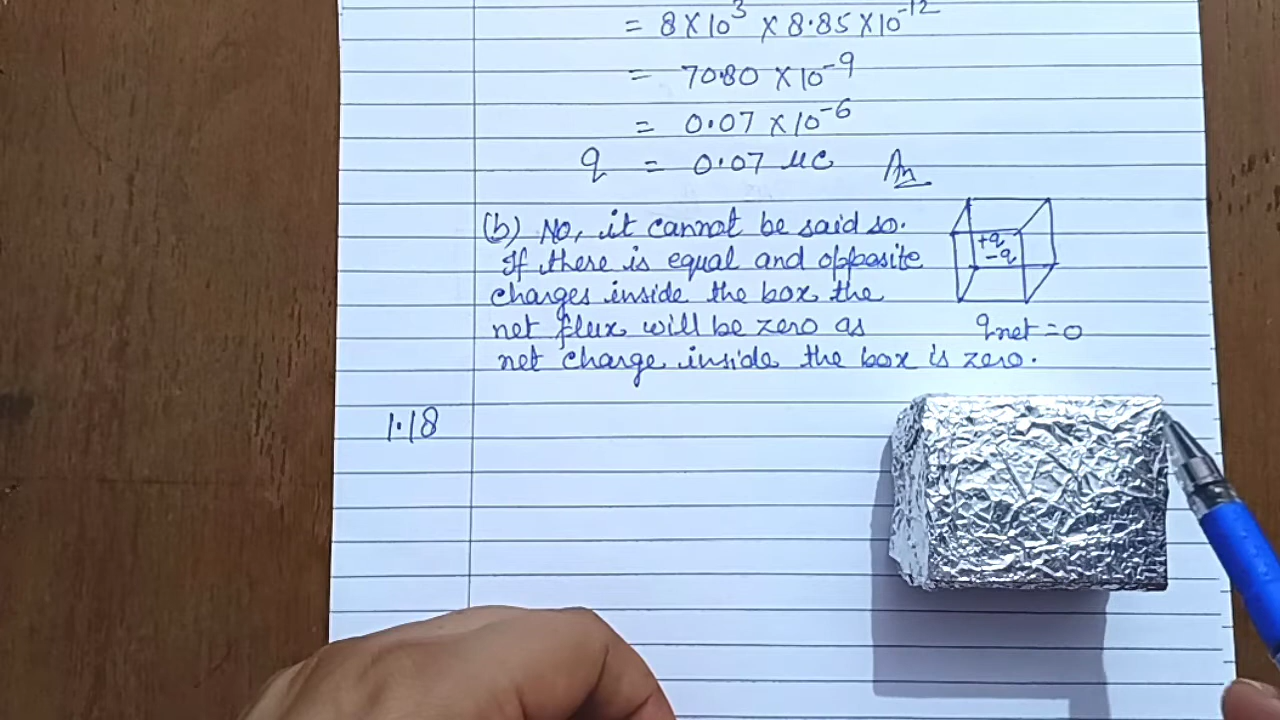 = 8×10³ × 8.85×10⁻¹²
= 70.80 ×10⁻⁹
= 0.07 ×10⁻⁶
q = 0.07 μC Ans
(b) No, it cannot be said so.
If there is equal and opposite
charges inside the box the
net flux will be zero as
net charge inside the box is zero.
+q
-q
qnet = 0
1.18